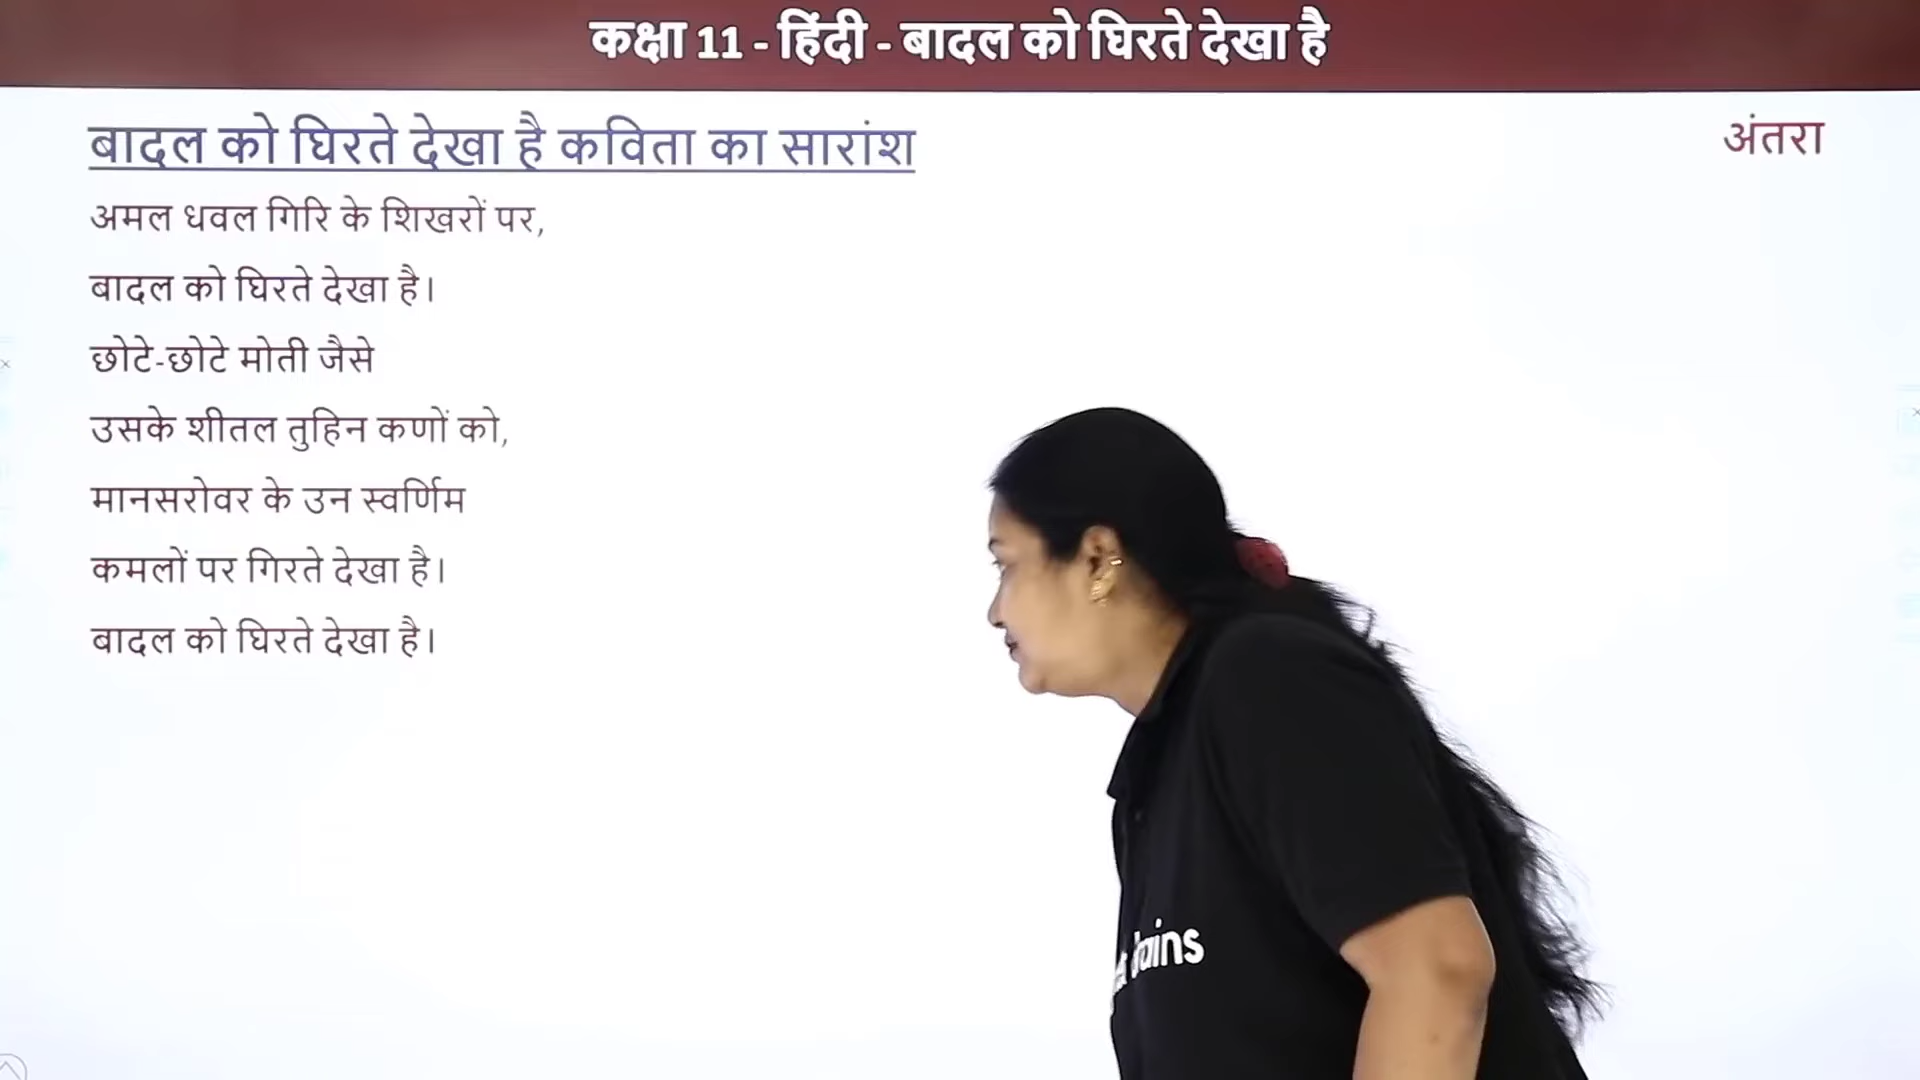 कक्षा 11 - हिंदी - बादल को घिरते देखा है
बादल को घिरते देखा है कविता का सारांश
अंतरा
अमल धवल गिरि के शिखरों पर,
बादल को घिरते देखा है।
छोटे-छोटे मोती जैसे
उसके शीतल तुहिन कणों को,
मानसरोवर के उन स्वर्णिम
कमलों पर गिरते देखा है।
बादल को घिरते देखा है।